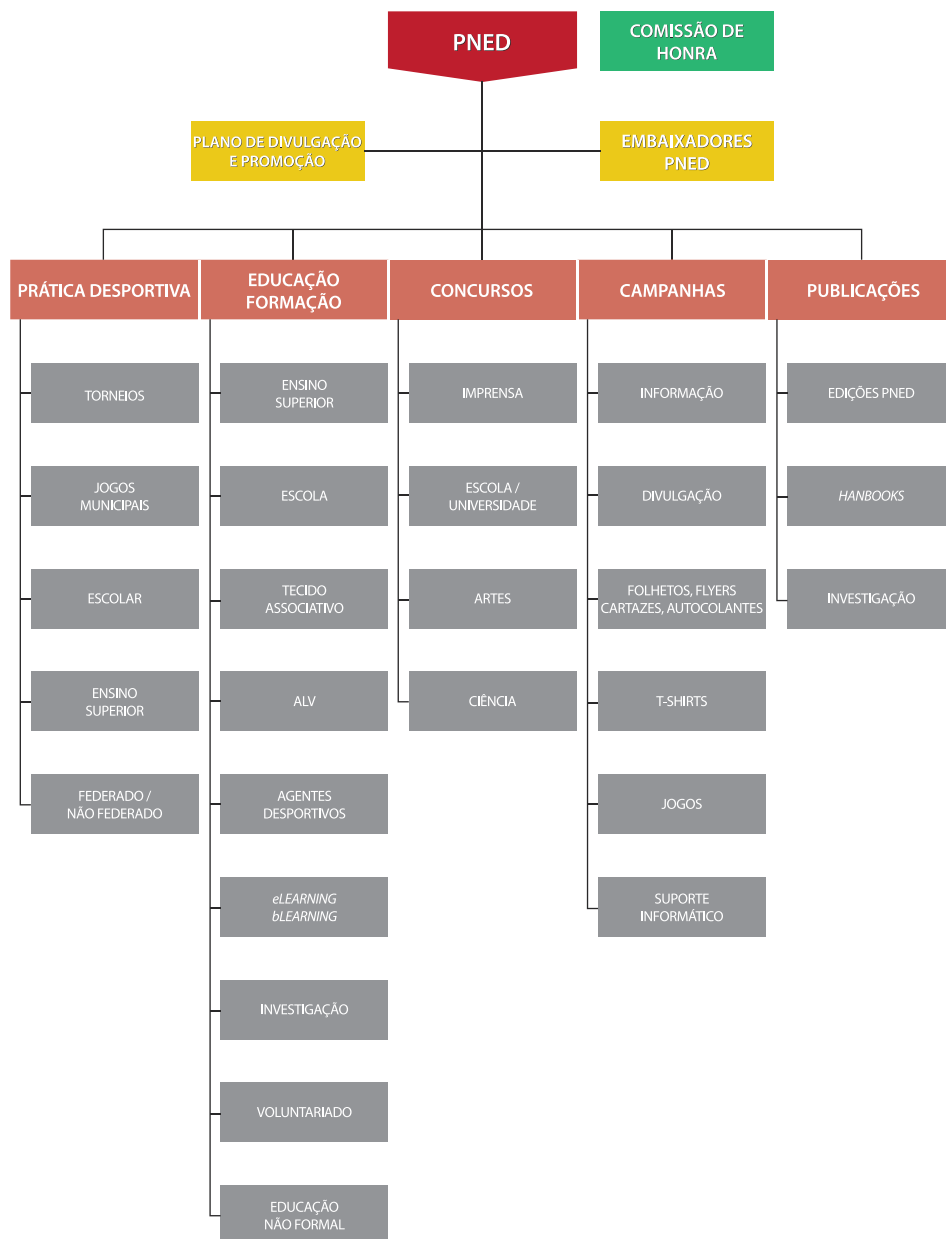 PNED
COMISSÃO DE
HONRA
PLANO DE DIVULGAÇÃO
E PROMOÇÃO
EMBAIXADORES
PNED
PRÁTICA DESPORTIVA
EDUCAÇÃO
FORMAÇÃO
CONCURSOS
CAMPANHAS
PUBLICAÇÕES
TORNEIOS
JOGOS
MUNICIPAIS
ESCOLAR
ENSINO
SUPERIOR
FEDERADO /
NÃO FEDERADO
ENSINO
SUPERIOR
ESCOLA
TECIDO
ASSOCIATIVO
ALV
AGENTES
DESPORTIVOS
eLEARNING
bLEARNING
INVESTIGAÇÃO
VOLUNTARIADO
EDUCAÇÃO
NÃO FORMAL
IMPRENSA
ESCOLA /
UNIVERSIDADE
ARTES
CIÊNCIA
INFORMAÇÃO
DIVULGAÇÃO
FOLHETOS, FLYERS
CARTAZES, AUTOCOLANTES
T-SHIRTS
JOGOS
SUPORTE
INFORMÁTICO
EDIÇÕES PNED
HANBOOKS
INVESTIGAÇÃO